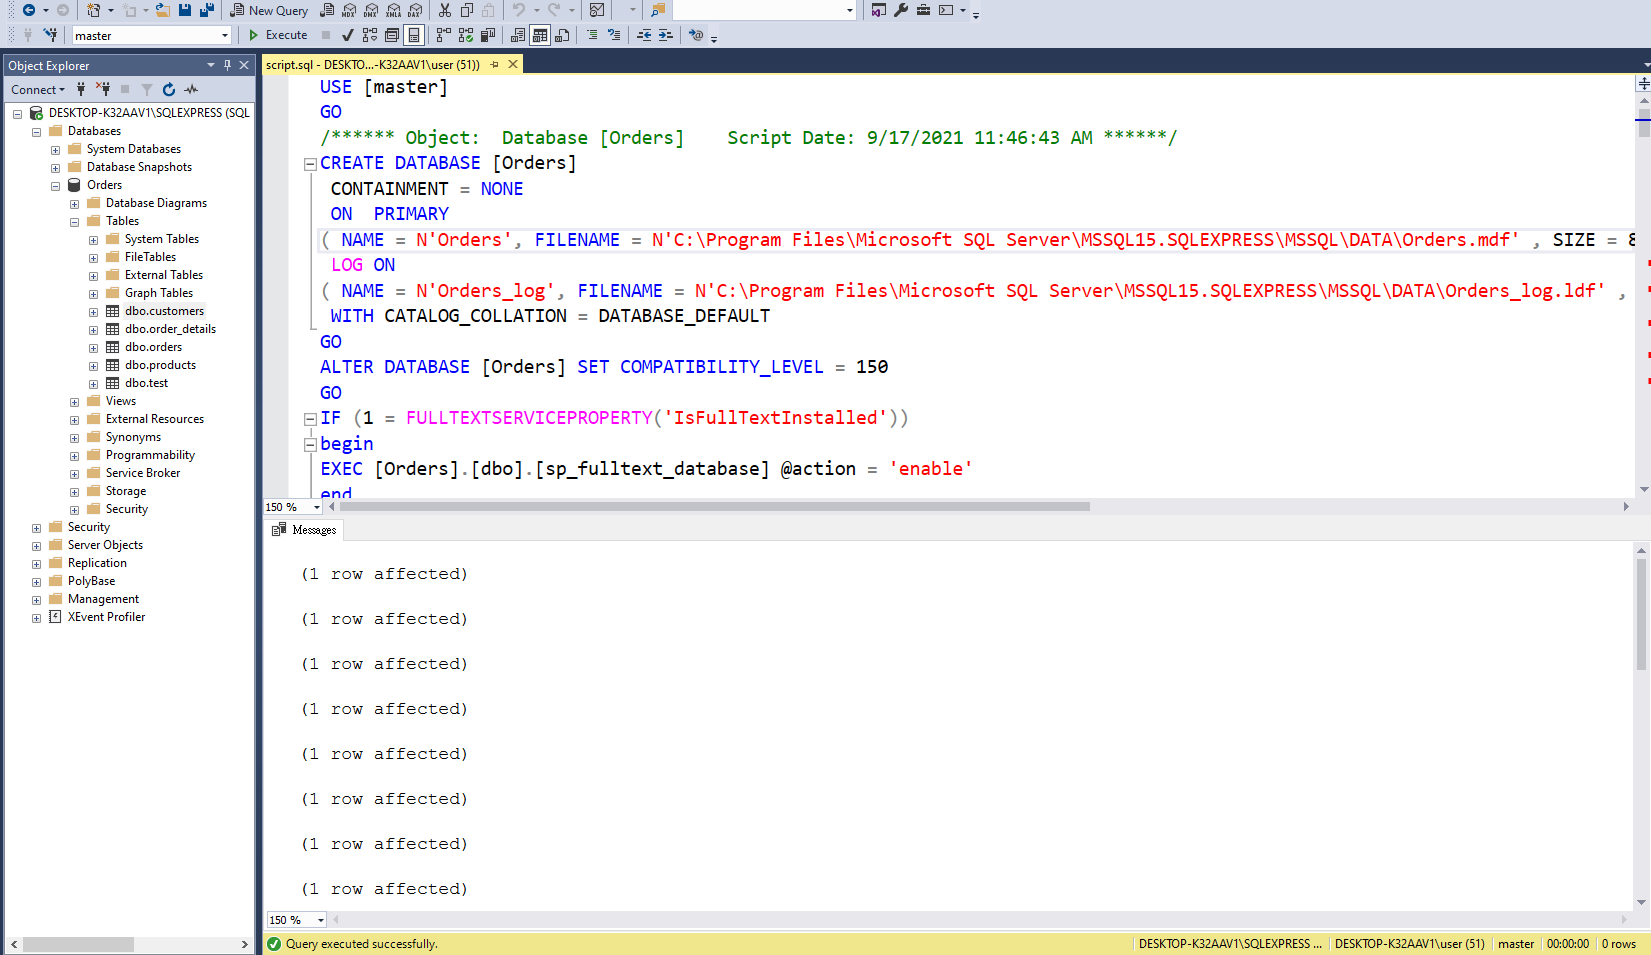 New Query
MDX
DMX
XMLA
DAX
master
Execute
Object Explorer
Connect
DESKTOP-K32AAV1\SQLEXPRESS (SQL
Databases
System Databases
Database Snapshots
Orders
Database Diagrams
Tables
System Tables
FileTables
External Tables
Graph Tables
dbo.customers
dbo.order_details
dbo.orders
dbo.products
dbo.test
Views
External Resources
Synonyms
Programmability
Service Broker
Storage
Security
Security
Server Objects
Replication
PolyBase
Management
XEvent Profiler
script.sql - DESKTO...-K32AAV1\user (51))
USE [master]
GO
/****** Object:  Database [Orders]    Script Date: 9/17/2021 11:46:43 AM ******/
CREATE DATABASE [Orders]
CONTAINMENT = NONE
ON  PRIMARY
( NAME = N'Orders', FILENAME = N'C:\Program Files\Microsoft SQL Server\MSSQL15.SQLEXPRESS\MSSQL\DATA\Orders.mdf' , SIZE = 8
LOG ON
( NAME = N'Orders_log', FILENAME = N'C:\Program Files\Microsoft SQL Server\MSSQL15.SQLEXPRESS\MSSQL\DATA\Orders_log.ldf' ,
WITH CATALOG_COLLATION = DATABASE_DEFAULT
GO
ALTER DATABASE [Orders] SET COMPATIBILITY_LEVEL = 150
GO
IF (1 = FULLTEXTSERVICEPROPERTY('IsFullTextInstalled'))
begin
EXEC [Orders].[dbo].[sp_fulltext_database] @action = 'enable'
end
150 %
Messages
(1 row affected)
(1 row affected)
(1 row affected)
(1 row affected)
(1 row affected)
(1 row affected)
(1 row affected)
(1 row affected)
150 %
Query executed successfully.
DESKTOP-K32AAV1\SQLEXPRESS ...
DESKTOP-K32AAV1\user (51)
master
00:00:00
0 rows